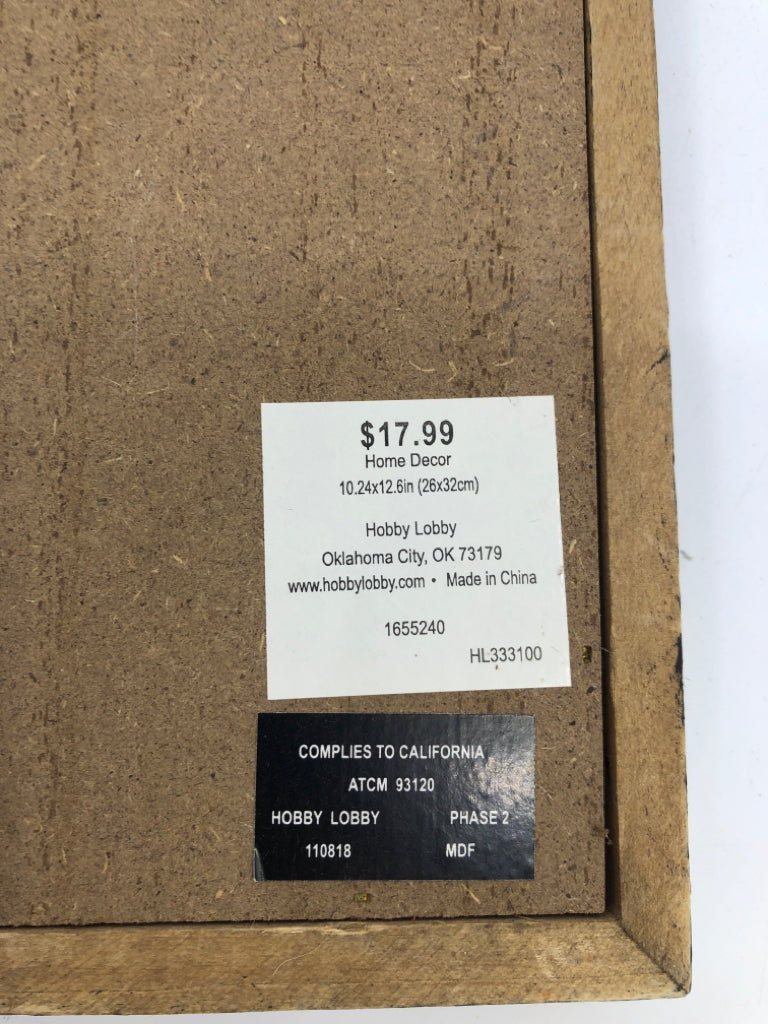 $17.99
Home Decor
10.24x12.6in (26x32cm)
Hobby Lobby
Oklahoma City, OK 73179
www.hobbylobby.com • Made in China
1655240
HL333100
COMPLIES TO CALIFORNIA
ATCM 93120
HOBBY LOBBY PHASE 2
110818 MDF